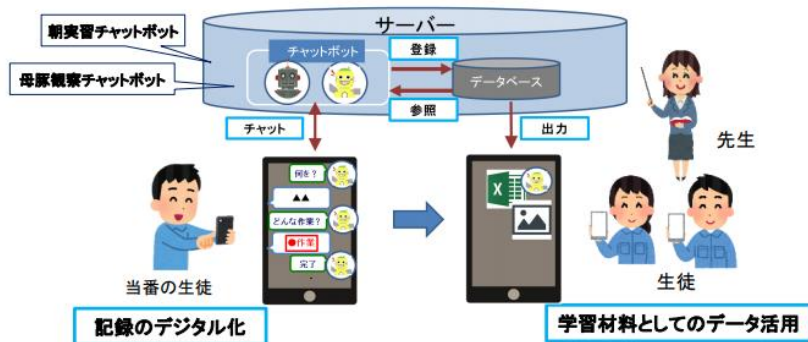 サーバー
朝実習チャットボット
母豚観察チャットボット
チャットボット
登録
データベース
参照
チャット
出力
先生
何を？
▲▲
どんな作業？
●作業
完了
当番の生徒
生徒
記録のデジタル化
学習材料としてのデータ活用